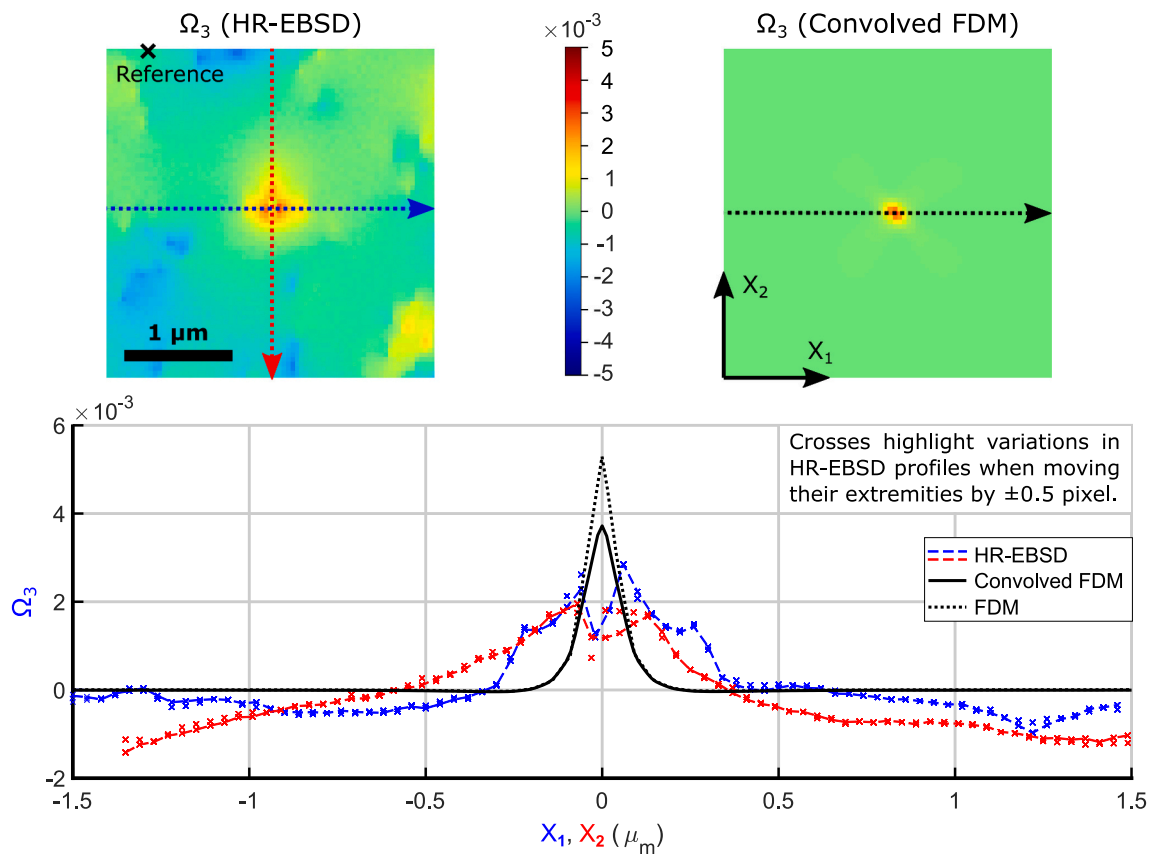 Ω₃ (HR-EBSD)
×10⁻³
Ω₃ (Convolved FDM)
Reference
1 µm
5
4
3
2
1
0
-1
-2
-3
-4
-5
X₂
X₁
×10⁻³
6
4
2
0
-2
Ω₃
Crosses highlight variations in
HR-EBSD profiles when moving
their extremities by ±0.5 pixel.
HR-EBSD
Convolved FDM
FDM
-1.5 -1 -0.5 0 0.5 1 1.5
X₁, X₂ (μₘ)